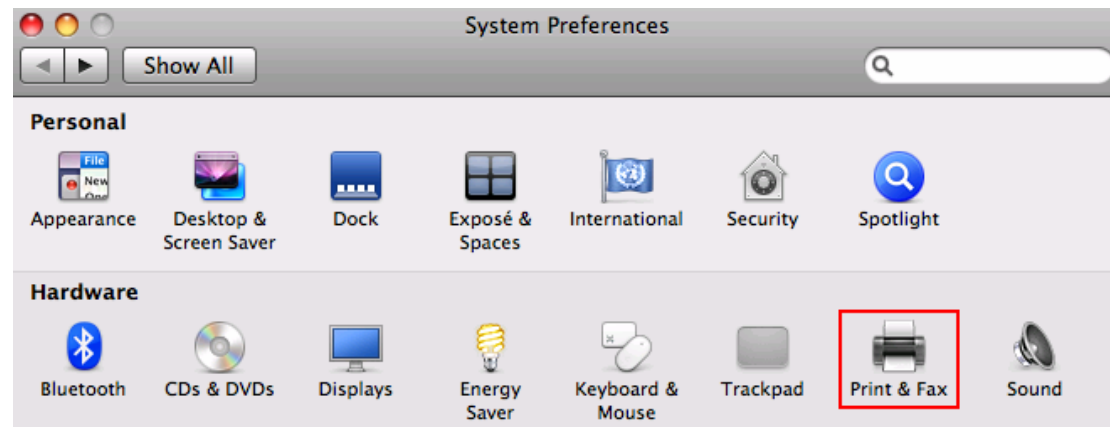 System Preferences
Show All
Personal
File
New
Appearance
Desktop &
Screen Saver
Dock
Exposé &
Spaces
International
Security
Spotlight
Hardware
Bluetooth
CDs & DVDs
Displays
Energy
Saver
Keyboard &
Mouse
Trackpad
Print & Fax
Sound